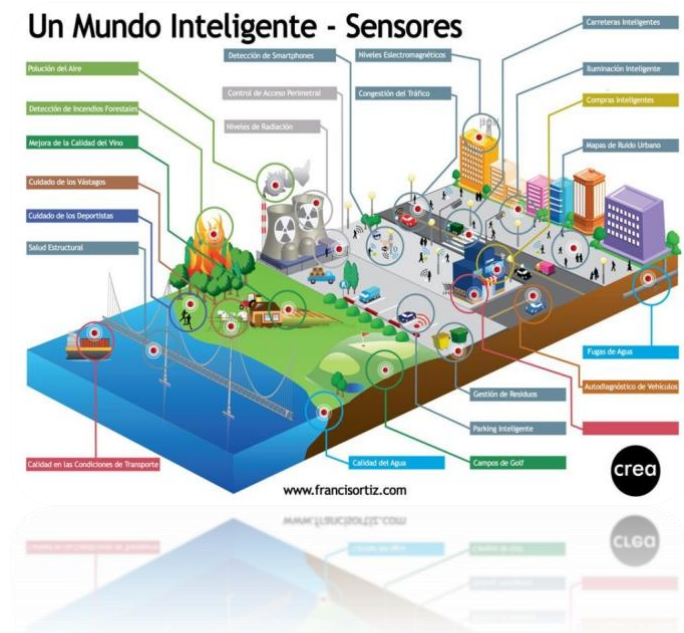 Un Mundo Inteligente - Sensores
Carreteras Inteligentes
Detección de Smartphones
Niveles Eslectromagnéticos
Polución del Aire
Iluminación Inteligente
Control de Acceso Perimetral
Congestión del Tráfico
Compras Inteligentes
Detección de Incendios Forestales
Niveles de Radiación
Mejora de la Calidad del Vino
Mapas de Ruido Urbano
Cuidado de los Vástagos
Cuidado de los Deportistas
Salud Estructural
Fugas de Agua
Autodiagnóstico de Vehículos
Gestión de Residuos
Parking Inteligente
Calidad en las Condiciones de Transporte
Calidad del Agua
Campos de Golf
crea
www.francisortiz.com